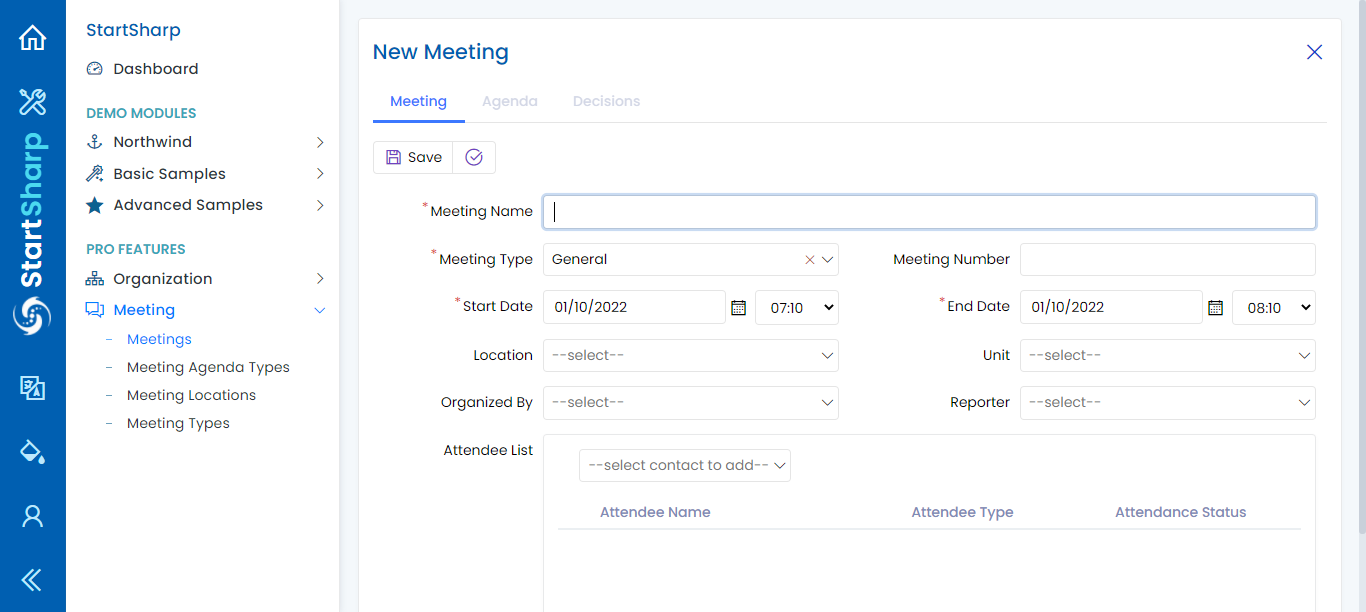 StartSharp
StartSharp
Dashboard
DEMO MODULES
Northwind
Basic Samples
Advanced Samples
PRO FEATURES
Organization
Meeting
– Meetings
– Meeting Agenda Types
– Meeting Locations
– Meeting Types
New Meeting
Meeting Agenda Decisions
Save
*Meeting Name
*Meeting Type General Meeting Number
*Start Date 01/10/2022 07:10 *End Date 01/10/2022 08:10
Location --select-- Unit --select--
Organized By --select-- Reporter --select--
Attendee List
--select contact to add--
Attendee Name Attendee Type Attendance Status